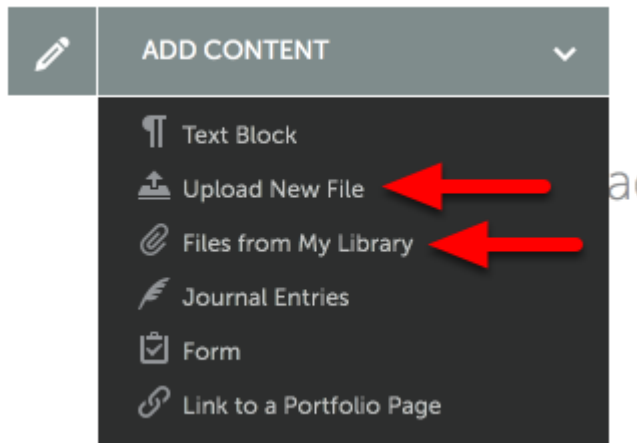 ADD CONTENT
Text Block
Upload New File
Files from My Library
Journal Entries
Form
Link to a Portfolio Page